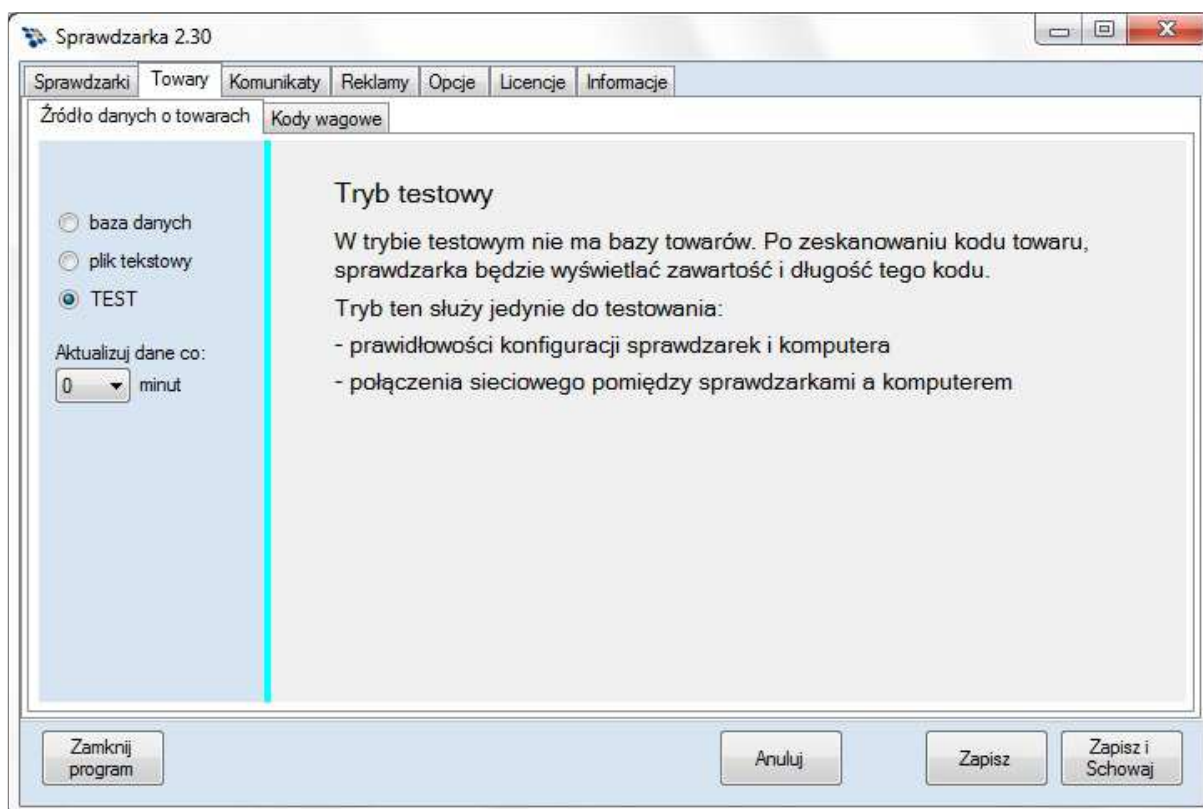 Sprawdzarka 2.30
Sprawdzarki Towary Komunikaty Reklamy Opcje Licencje Informacje
Źródło danych o towarach Kody wagowe
baza danych
plik tekstowy
TEST
Aktualizuj dane co:
0 minut
Tryb testowy
W trybie testowym nie ma bazy towarów. Po zeskanowaniu kodu towaru,
sprawdzarka będzie wyświetlać zawartość i długość tego kodu.
Tryb ten służy jedynie do testowania:
- prawidłowości konfiguracji sprawdzarek i komputera
- połączenia sieciowego pomiędzy sprawdzarkami a komputerem
Zamknij
program
Anuluj
Zapisz
Zapisz i
Schowaj